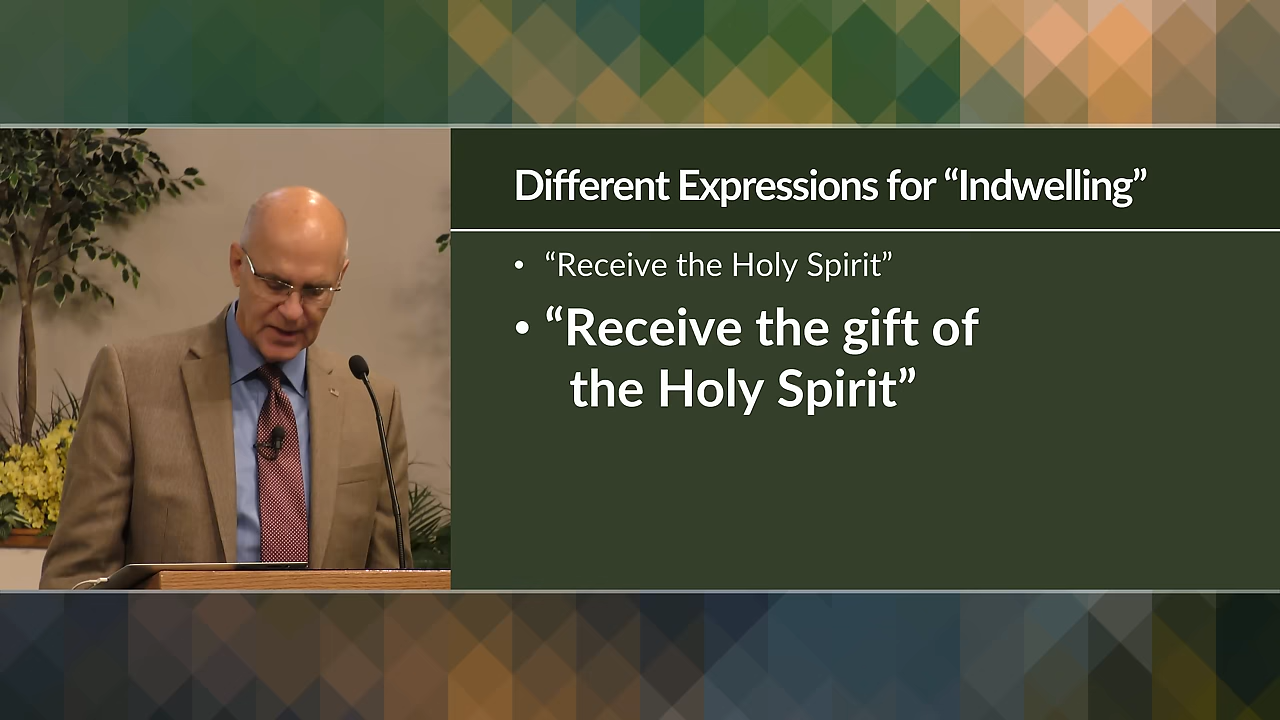 Different Expressions for “Indwelling”
• “Receive the Holy Spirit”
• “Receive the gift of
the Holy Spirit”